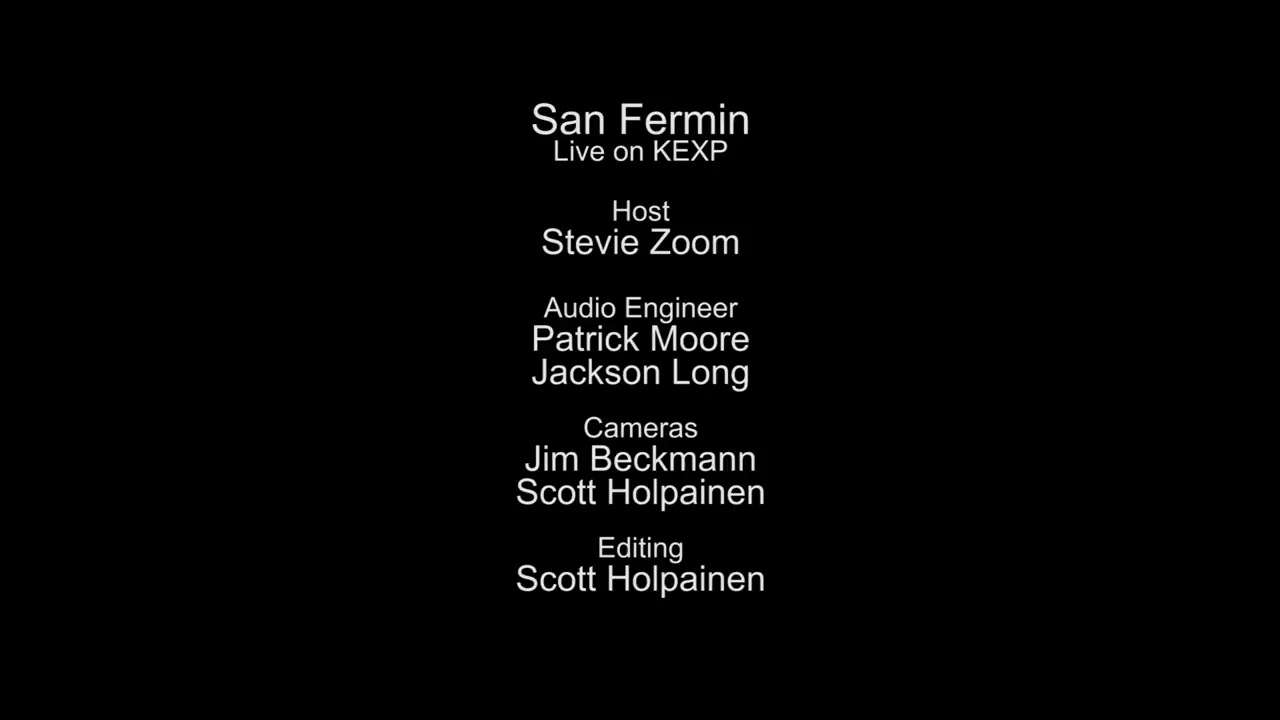 San Fermin
Live on KEXP
Host
Stevie Zoom
Audio Engineer
Patrick Moore
Jackson Long
Cameras
Jim Beckmann
Scott Holpainen
Editing
Scott Holpainen